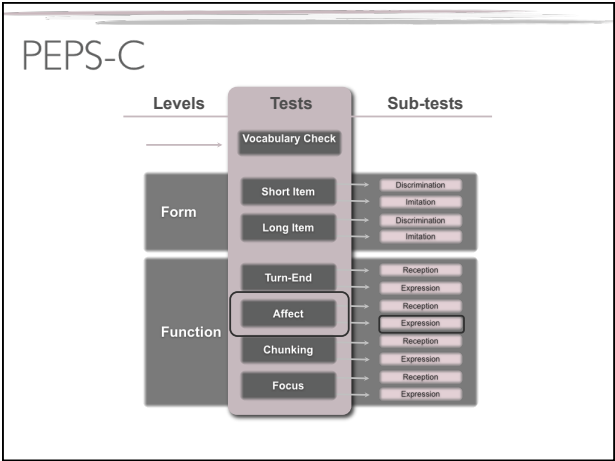 PEPS-C
Levels Tests Sub-tests
Vocabulary Check
Form
Short Item
Discrimination
Imitation
Long Item
Discrimination
Imitation
Function
Turn-End
Reception
Expression
Affect
Reception
Expression
Chunking
Reception
Expression
Focus
Reception
Expression